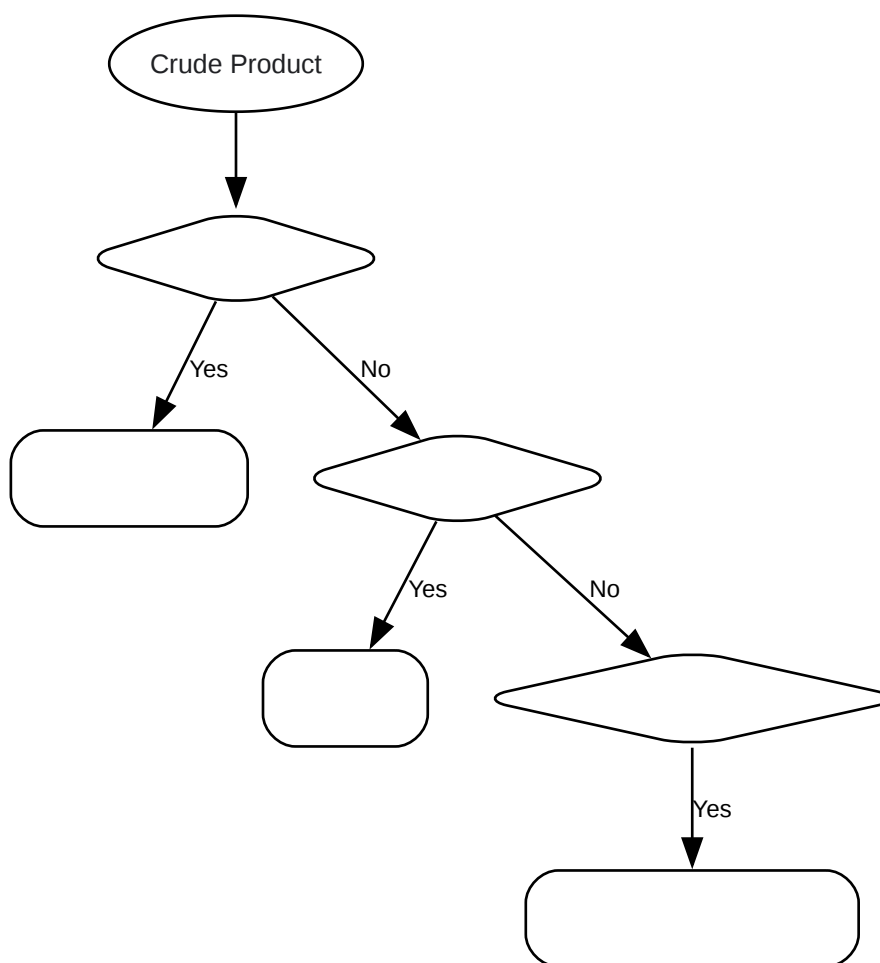 Crude Product
Yes
No
Yes
No
Yes